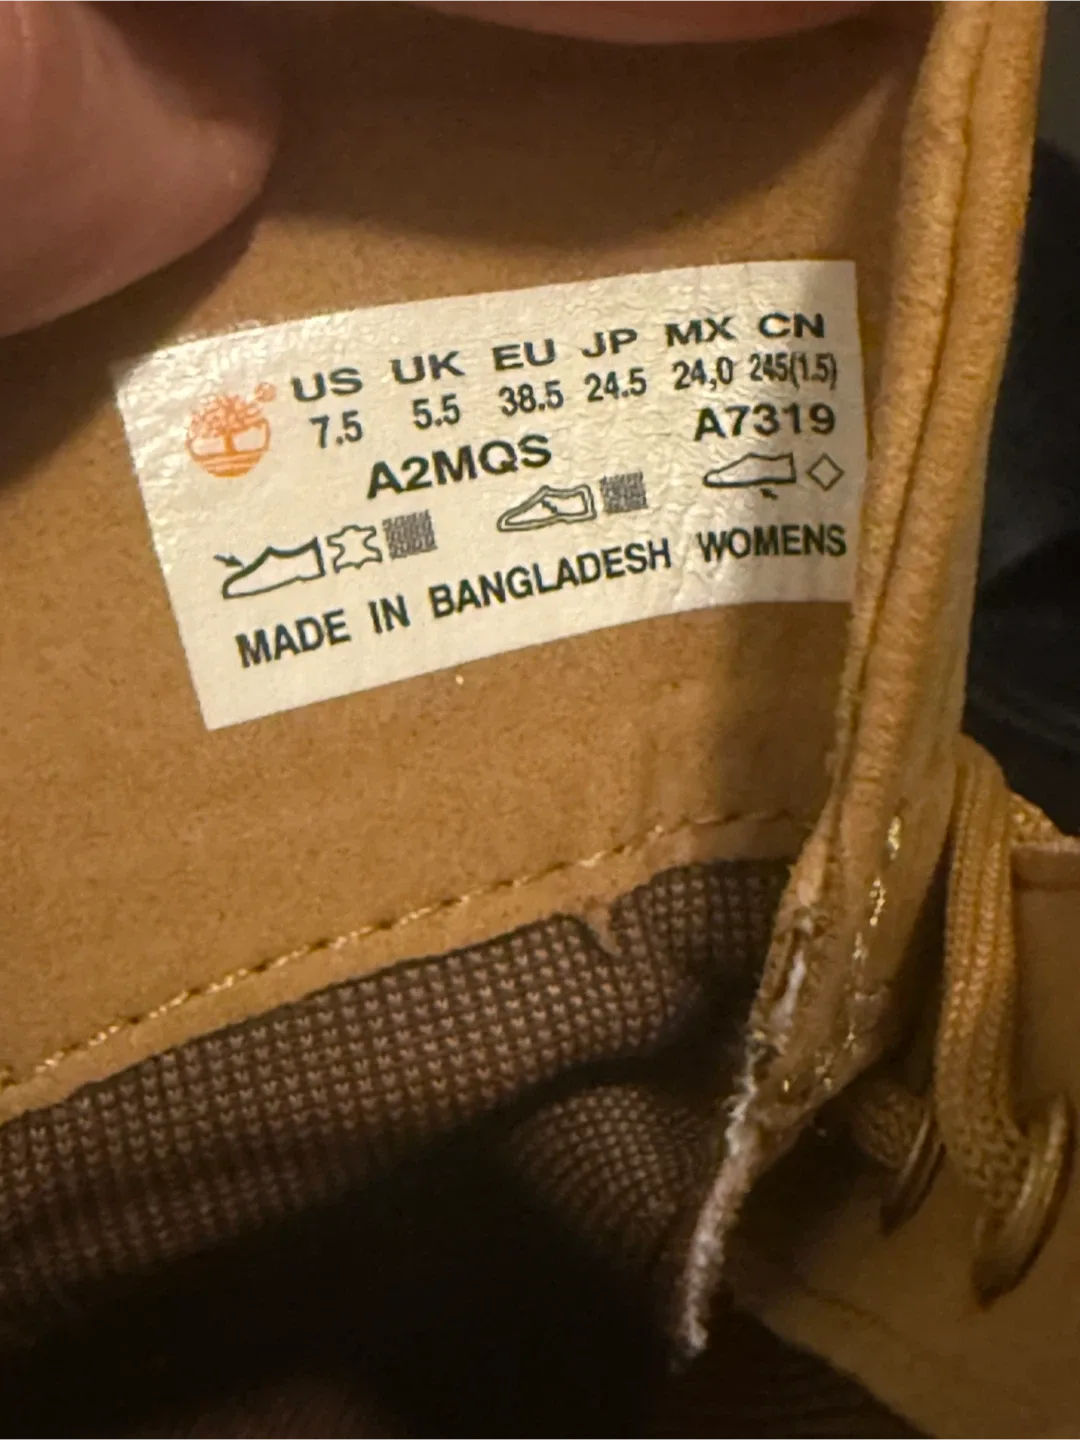 US UK EU JP MX CN
7.5 5.5 38.5 24.5 24,0 245(1.5)
A2MQS A7319
MADE IN BANGLADESH WOMENS